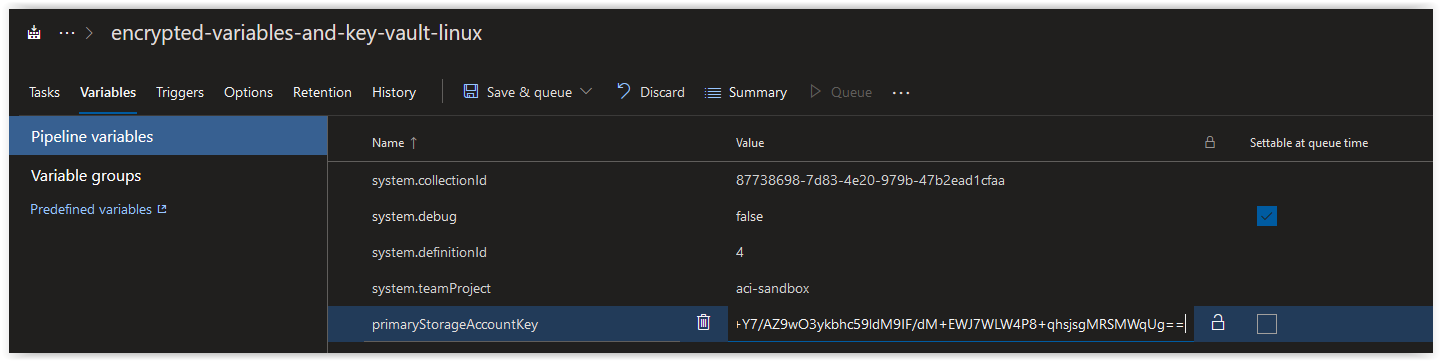 ··· > encrypted-variables-and-key-vault-linux
Tasks Variables Triggers Options Retention History Save & queue Discard Summary Queue ···
Pipeline variables
Variable groups
Predefined variables
Name ↑ Value Settable at queue time
system.collectionId 87738698-7d83-4e20-979b-47b2ead1cfaa
system.debug false
system.definitionId 4
system.teamProject aci-sandbox
primaryStorageAccountKey +Y7/AZ9wO3ykbhc59ldM9IF/dM+EWJ7WLW4P8+qhsjsgMRSMWqUg==